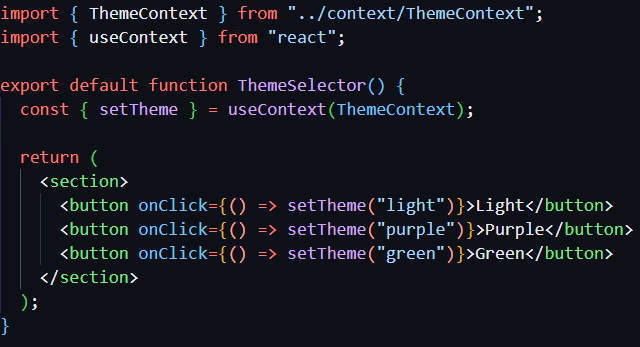 import { ThemeContext } from "../context/ThemeContext";
import { useContext } from "react";

export default function ThemeSelector() {
  const { setTheme } = useContext(ThemeContext);

  return (
    <section>
      <button onClick={() => setTheme("light")}>Light</button>
      <button onClick={() => setTheme("purple")}>Purple</button>
      <button onClick={() => setTheme("green")}>Green</button>
    </section>
  );
}